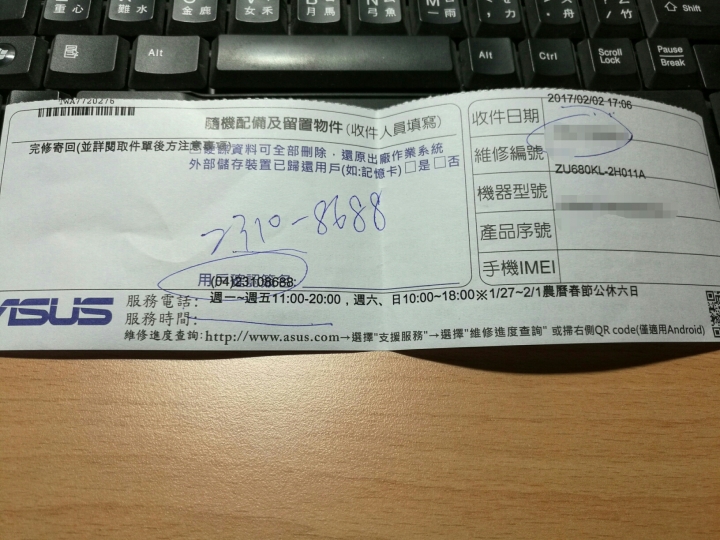 重心 金鹿 難水 女禾 日馬 心片 弓魚 一雨
Shift
Alt Alt Ctrl Scroll Lock Pause Break
IWA7720276
隨機配備及留置物件(收件人員填寫)
完修寄回(並詳閱取件單後方注意事項)
資料可全部刪除,還原出廠作業系統
外部儲存裝置已歸還用戶(如:記憶卡)□是□否
2310-8688
收件日期 2017/02/02 17:06
維修編號
機器型號 ZU680KL-2H011A
產品序號
手機IMEI
ASUS
服務電話: (04)23108688
服務時間: 週一~週五11:00-20:00,週六、日10:00~18:00※1/27~2/1農曆春節公休六日
維修進度查詢:http://www.asus.com→選擇"支援服務"→選擇"維修進度查詢" 或掃右側QR code(僅適用Android)